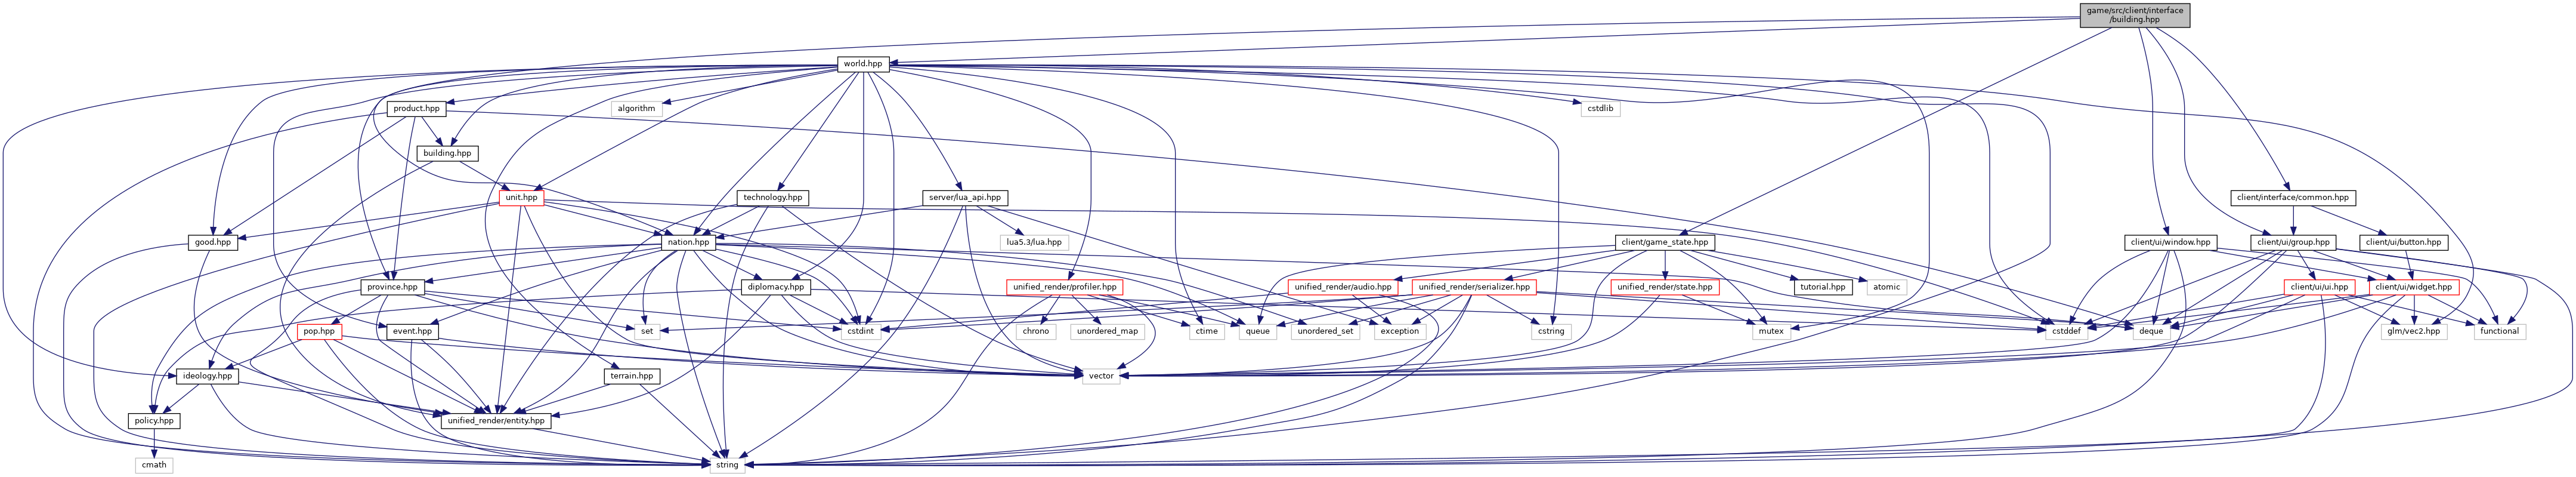 game/src/client/interface
/building.hpp
world.hpp
product.hpp
algorithm
cstdlib
building.hpp
unit.hpp
technology.hpp
server/lua_api.hpp
client/interface/common.hpp
good.hpp
nation.hpp
lua5.3/lua.hpp
client/game_state.hpp
client/ui/window.hpp
client/ui/group.hpp
client/ui/button.hpp
province.hpp
diplomacy.hpp
unified_render/profiler.hpp
unified_render/audio.hpp
unified_render/serializer.hpp
unified_render/state.hpp
tutorial.hpp
atomic
client/ui/ui.hpp
client/ui/widget.hpp
pop.hpp
event.hpp
set
cstdint
chrono
unordered_map
ctime
queue
unordered_set
exception
cstring
mutex
cstddef
deque
glm/vec2.hpp
functional
ideology.hpp
terrain.hpp
vector
policy.hpp
unified_render/entity.hpp
cmath
string